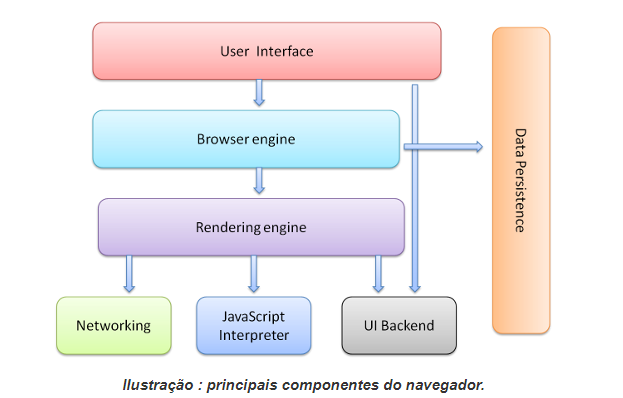 User Interface
Browser engine
Data Persistence
Rendering engine
Networking
JavaScript
Interpreter
UI Backend
Ilustração : principais componentes do navegador.